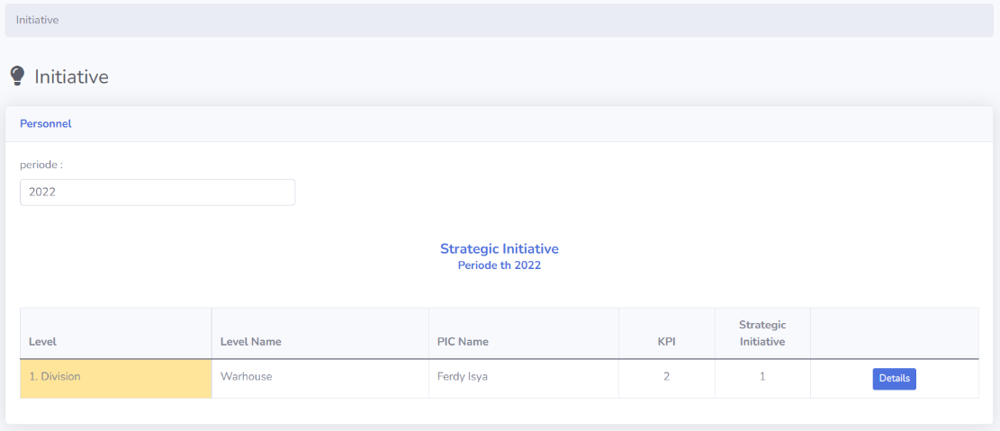 Initiative
Initiative
Personnel
periode :
2022
Strategic Initiative
Periode th 2022
Level
Level Name
PIC Name
KPI
Strategic
Initiative
1. Division
Warhouse
Ferdy Isya
2
1
Details